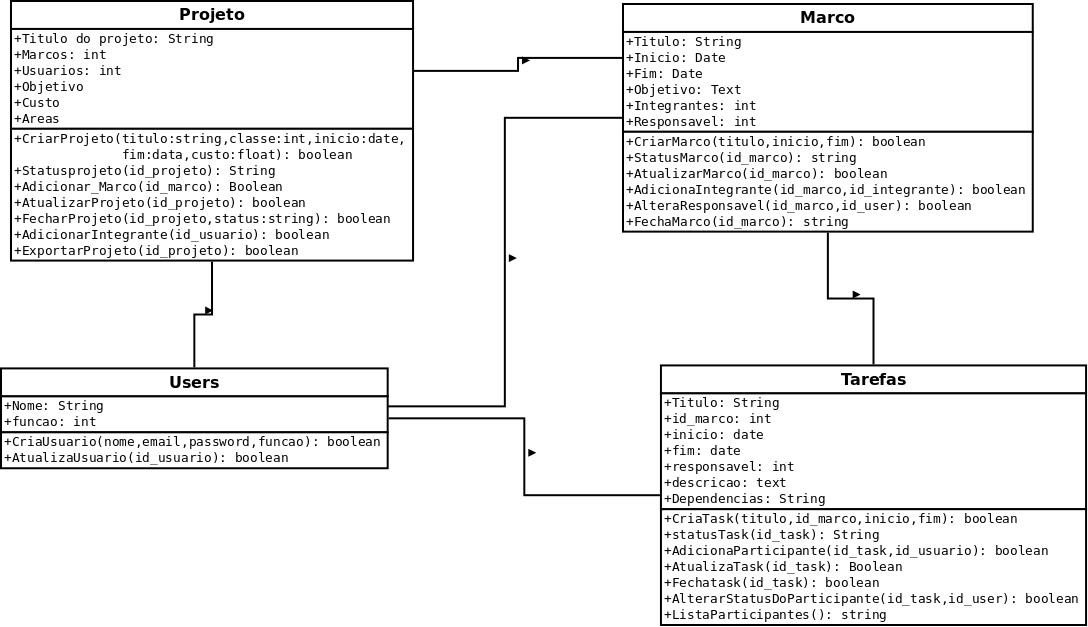 Projeto
+Titulo do projeto: String
+Marcos: int
+Usuarios: int
+Objetivo
+Custo
+Areas
+CriarProjeto(titulo:string,classe:int,inicio:date,
fim:data,custo:float): boolean
+Statusprojeto(id_projeto): String
+Adicionar_Marco(id_marco): Boolean
+AtualizarProjeto(id_projeto): boolean
+FecharProjeto(id_projeto,status:string): boolean
+AdicionarIntegrante(id_usuario): boolean
+ExportarProjeto(id_projeto): boolean
Marco
+Titulo: String
+Inicio: Date
+Fim: Date
+Objetivo: Text
+Integrantes: int
+Responsavel: int
+CriarMarco(titulo,inicio,fim): boolean
+StatusMarco(id_marco): string
+AtualizarMarco(id_marco): boolean
+AdicionaIntegrante(id_marco,id_integrante): boolean
+AlteraResponsavel(id_marco,id_user): boolean
+FechaMarco(id_marco): string
Users
+Nome: String
+funcao: int
+CriaUsuario(nome,email,password,funcao): boolean
+AtualizaUsuario(id_usuario): boolean
Tarefas
+Titulo: String
+id_marco: int
+inicio: date
+fim: date
+responsavel: int
+descricao: text
+Dependencias: String
+CriaTask(titulo,id_marco,inicio,fim): boolean
+statusTask(id_task): String
+AdicionaParticipante(id_task,id_usuario): boolean
+AtualizaTask(id_task): Boolean
+Fechatask(id_task): boolean
+AlterarStatusDoParticipante(id_task,id_user): boolean
+ListaParticipantes(): string